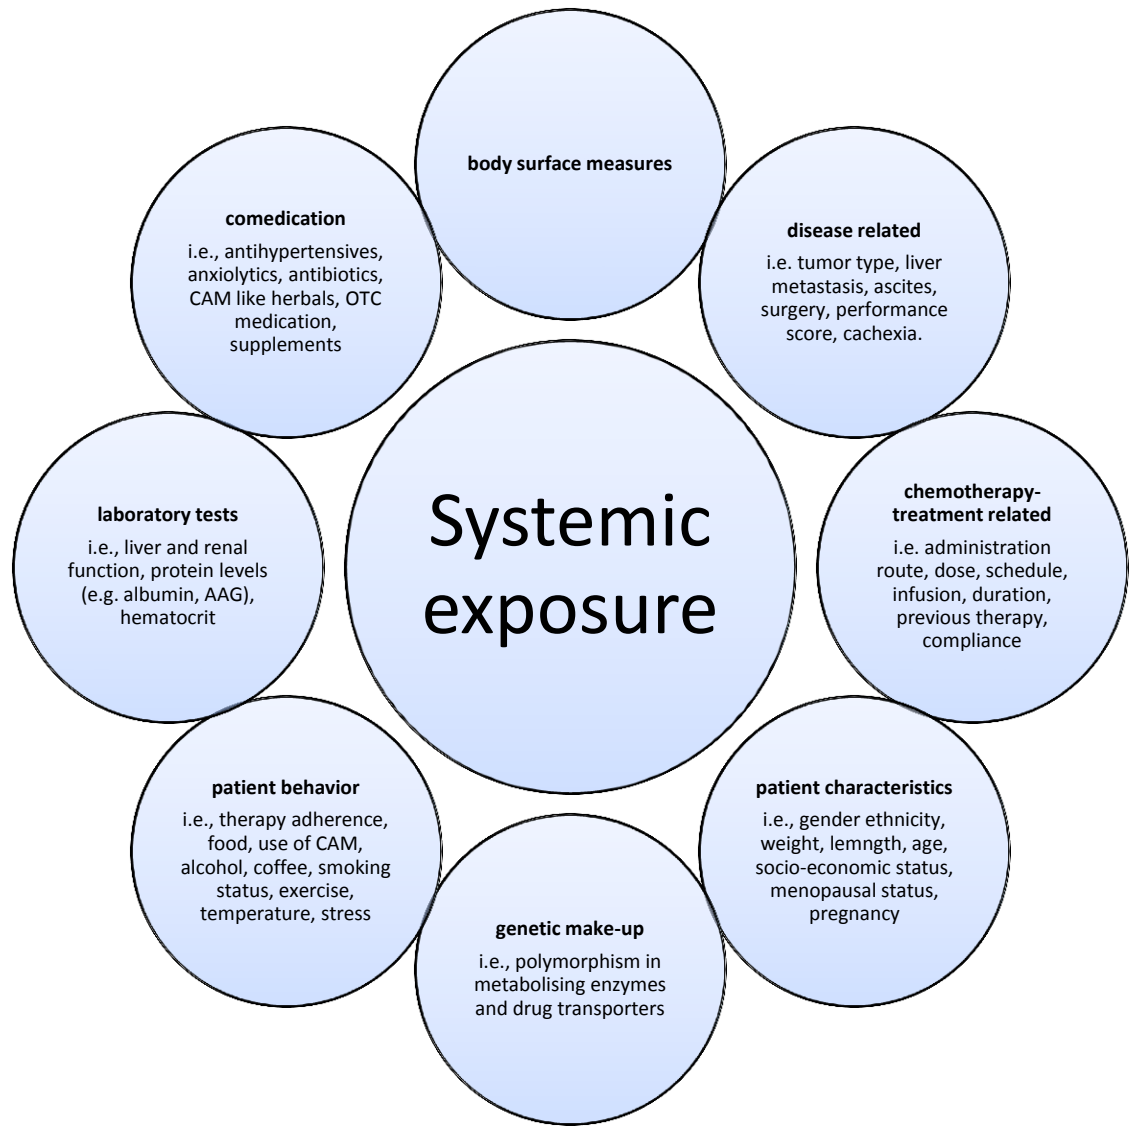 body surface measures
disease related
i.e. tumor type, liver
metastasis, ascites,
surgery, performance
score, cachexia.
chemotherapy-
treatment related
i.e. administration
route, dose, schedule,
infusion, duration,
previous therapy,
compliance
patient characteristics
i.e., gender ethnicity,
weight, lemngth, age,
socio-economic status,
menopausal status,
pregnancy
genetic make-up
i.e., polymorphism in
metabolising enzymes
and drug transporters
patient behavior
i.e., therapy adherence,
food, use of CAM,
alcohol, coffee, smoking
status, exercise,
temperature, stress
laboratory tests
i.e., liver and renal
function, protein levels
(e.g. albumin, AAG),
hematocrit
comedication
i.e., antihypertensives,
anxiolytics, antibiotics,
CAM like herbals, OTC
medication,
supplements
Systemic
exposure